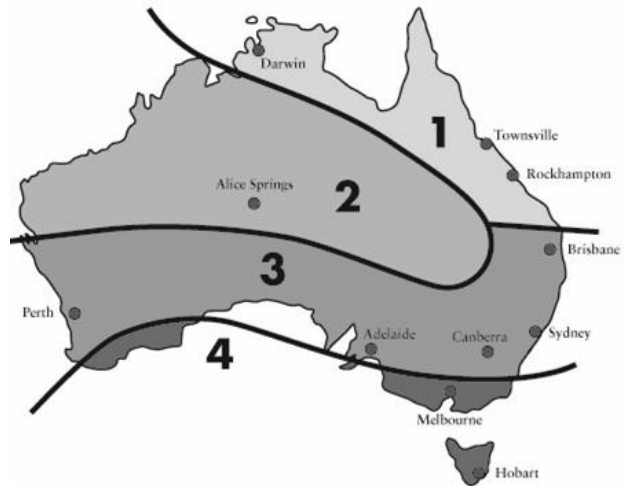 Darwin
1
Townsville
Rockhampton
Alice Springs
2
Brisbane
3
Perth
Adelaide
Canberra
Sydney
4
Melbourne
Hobart